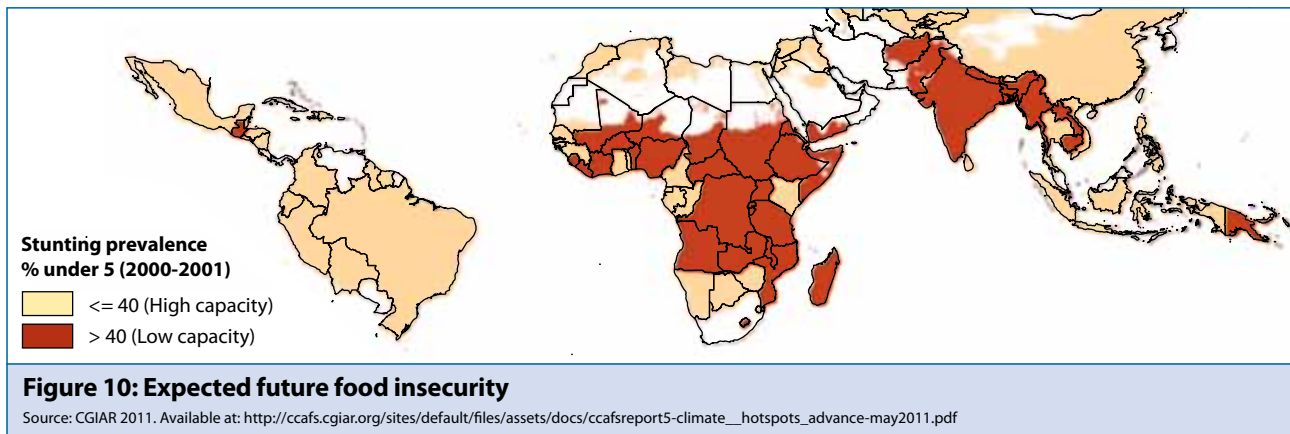 Stunting prevalence
% under 5 (2000-2001)
<= 40 (High capacity)
> 40 (Low capacity)
Figure 10: Expected future food insecurity
Source: CGIAR 2011. Available at: http://ccafs.cgiar.org/sites/default/files/assets/docs/ccafsreport5-climate__hotspots_advance-may2011.pdf